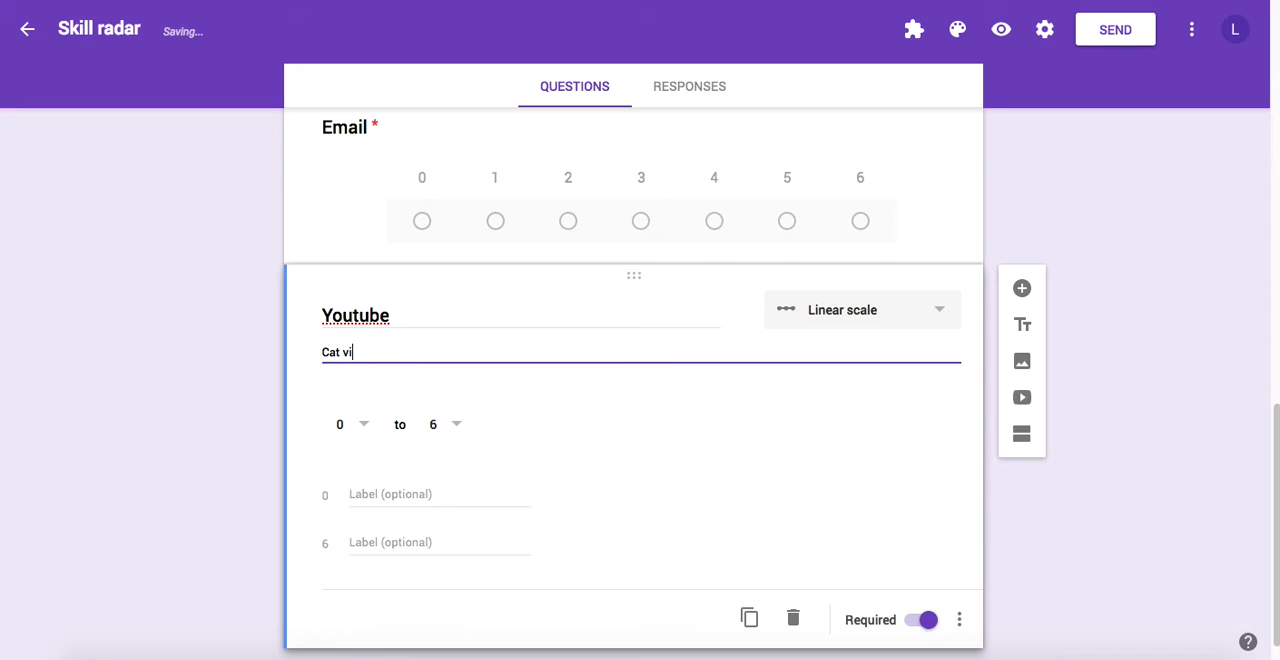 Skill radar Saving... SEND L
QUESTIONS RESPONSES
Email *
0 1 2 3 4 5 6
Youtube Linear scale
Cat vi
0 to 6
0 Label (optional)
6 Label (optional)
Required